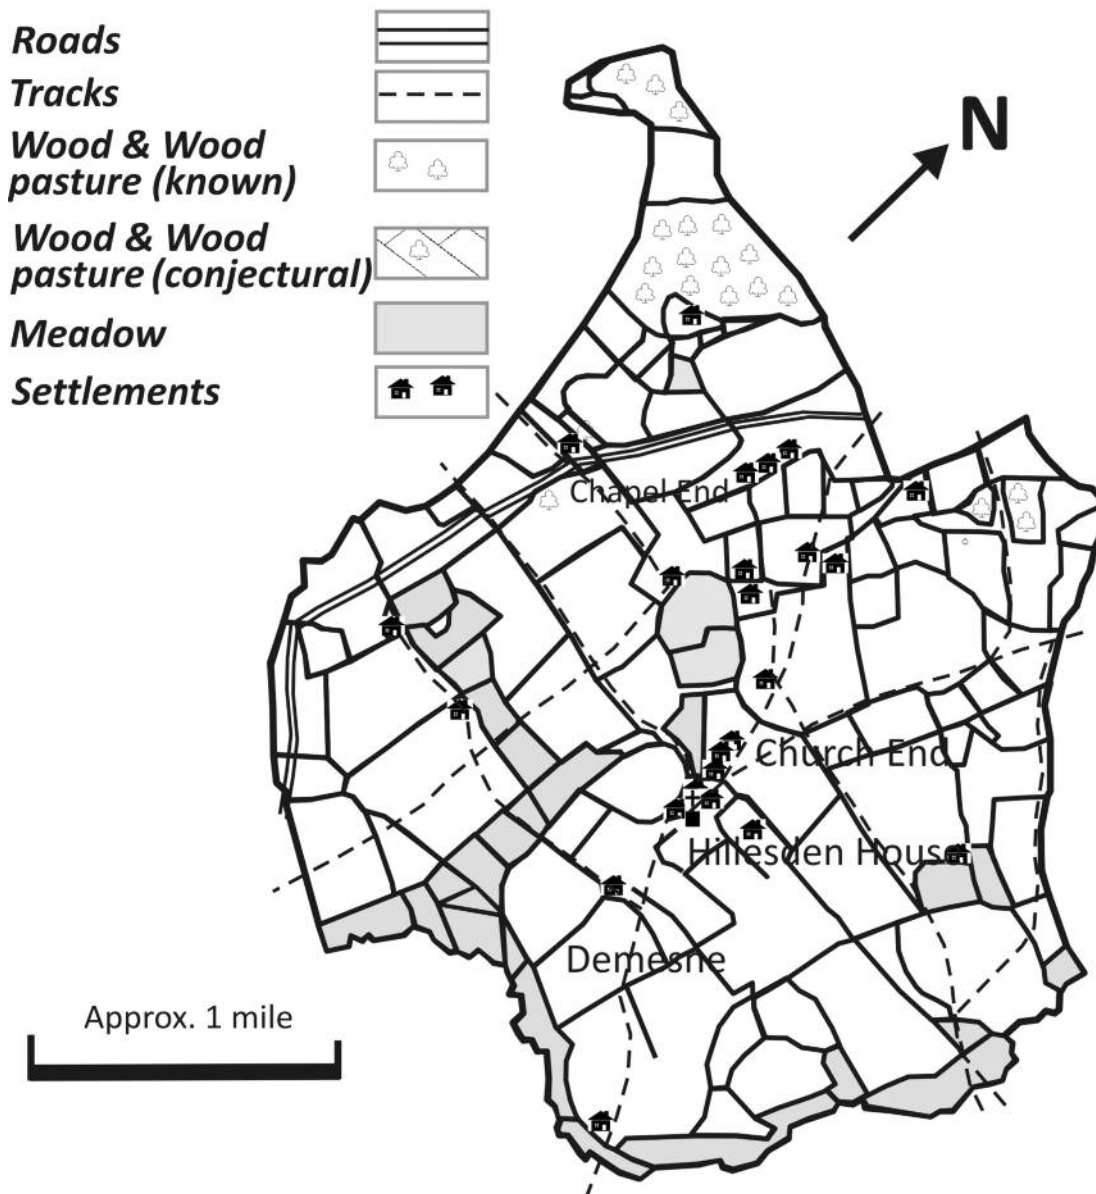 Roads
Tracks
Wood & Wood
pasture (known)
Wood & Wood
pasture (conjectural)
Meadow
Settlements
N
Chapel End
Church End
Hillesden House
Demesne
Approx. 1 mile